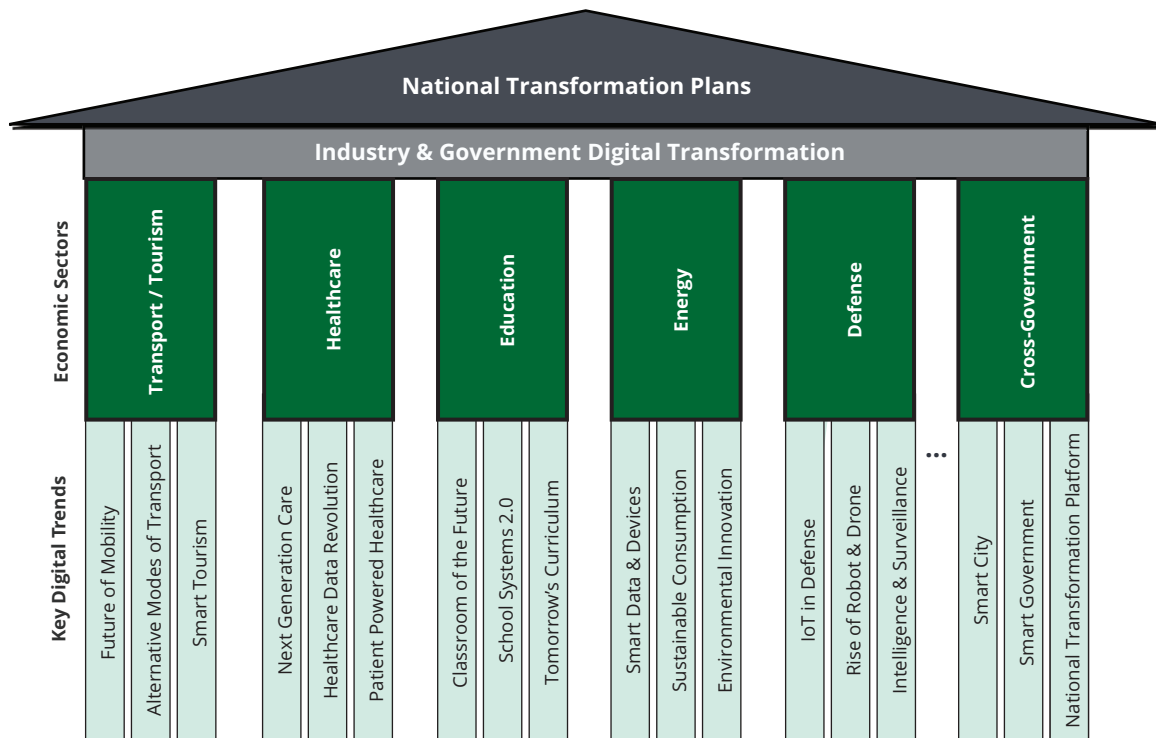 National Transformation Plans
Industry & Government Digital Transformation
Economic Sectors
Transport / Tourism
Healthcare
Education
Energy
Defense
Cross-Government
Key Digital Trends
Future of Mobility
Alternative Modes of Transport
Smart Tourism
Next Generation Care
Healthcare Data Revolution
Patient Powered Healthcare
Classroom of the Future
School Systems 2.0
Tomorrow’s Curriculum
Smart Data & Devices
Sustainable Consumption
Environmental Innovation
IoT in Defense
Rise of Robot & Drone
Intelligence & Surveillance
...
Smart City
Smart Government
National Transformation Platform